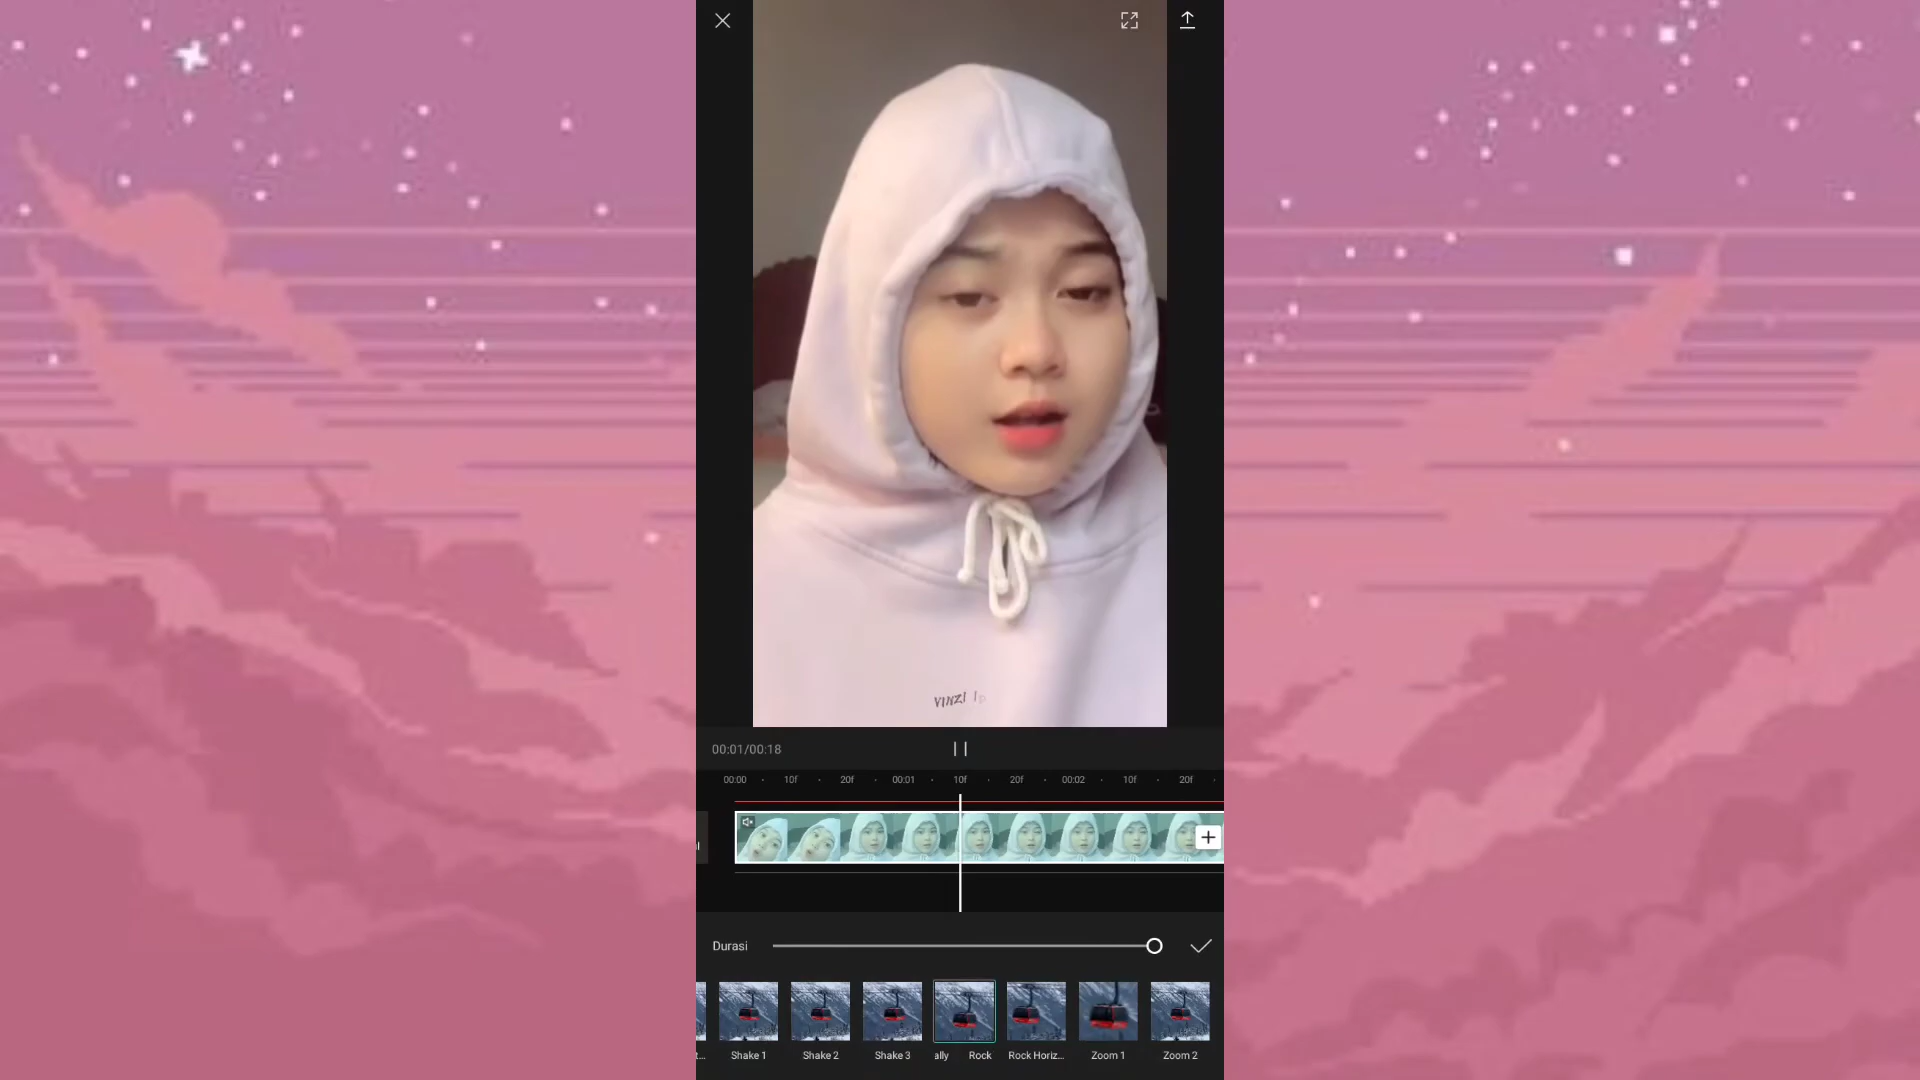 VINZI
00:01/00:18
00:00 10f 20f 00:01 10f 20f 00:02 10f 20f
Durasi
Shake 1 Shake 2 Shake 3 ally Rock Rock Horiz... Zoom 1 Zoom 2